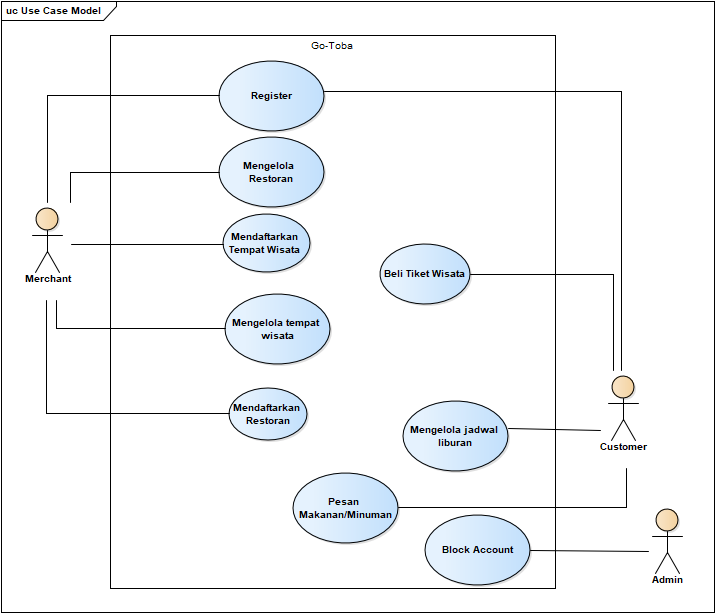 uc Use Case Model
Go-Toba
Register
Mengelola
Restoran
Mendaftarkan
Tempat Wisata
Merchant
Beli Tiket Wisata
Mengelola tempat
wisata
Mendaftarkan
Restoran
Mengelola jadwal
liburan
Customer
Pesan
Makanan/Minuman
Block Account
Admin